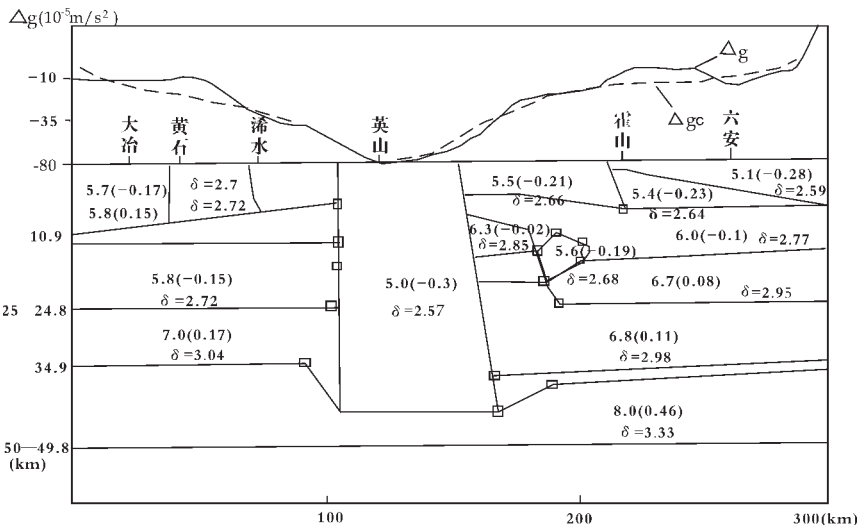 Δg(10⁻⁵m/s²)
Δg
−10
Δgc
−35
大冶 黄石 浠水 英山 霍山 六安
−80
5.7(−0.17) δ=2.7 5.5(−0.21) 5.1(−0.28)
5.8(0.15) δ=2.72 δ=2.66 5.4(−0.23) δ=2.59
δ=2.64
10.9 6.3(−0.02) 6.0(−0.1) δ=2.77
δ=2.85 5.6(−0.19)
5.8(−0.15) 5.0(−0.3) δ=2.68 6.7(0.08)
δ=2.72 δ=2.57 δ=2.95
25 24.8
7.0(0.17) 6.8(0.11)
δ=3.04 δ=2.98
34.9
8.0(0.46)
δ=3.33
50—49.8
(km)
100 200 300(km)